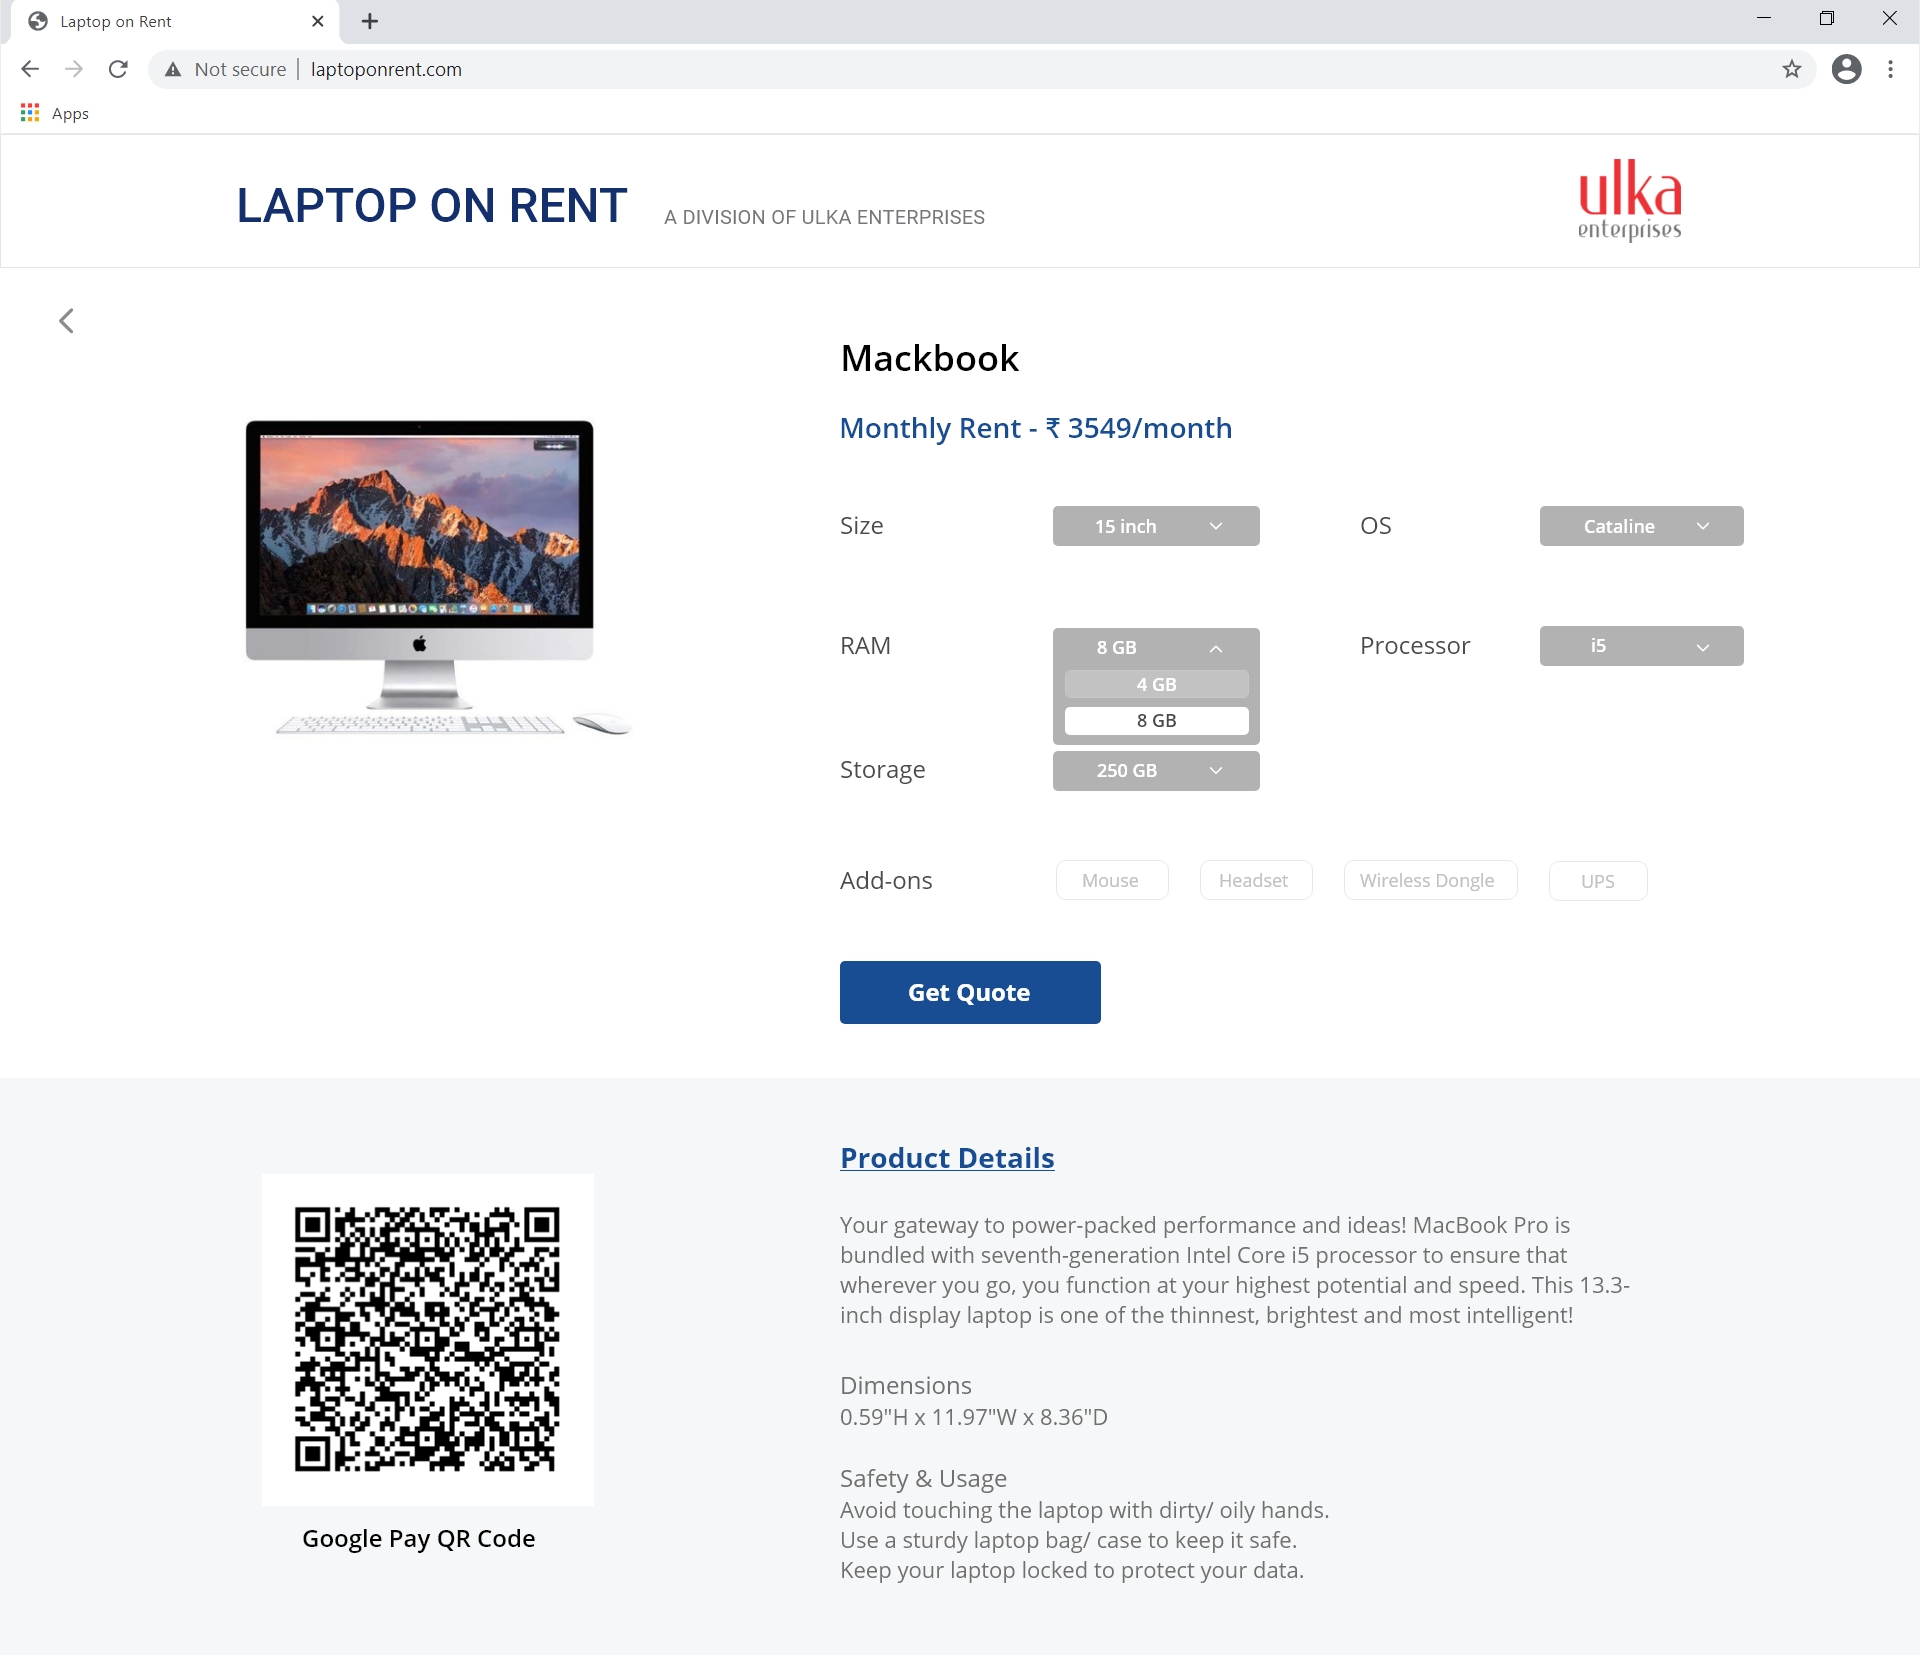 Laptop on Rent
Not secure | laptoponrent.com
Apps
LAPTOP ON RENT
A DIVISION OF ULKA ENTERPRISES
ulka
enterprises
Mackbook
Monthly Rent - ₹ 3549/month
Size
15 inch
OS
Cataline
RAM
8 GB
4 GB
8 GB
Processor
i5
Storage
250 GB
Add-ons
Mouse
Headset
Wireless Dongle
UPS
Get Quote
Google Pay QR Code
Product Details
Your gateway to power-packed performance and ideas! MacBook Pro is
bundled with seventh-generation Intel Core i5 processor to ensure that
wherever you go, you function at your highest potential and speed. This 13.3-
inch display laptop is one of the thinnest, brightest and most intelligent!
Dimensions
0.59"H x 11.97"W x 8.36"D
Safety & Usage
Avoid touching the laptop with dirty/ oily hands.
Use a sturdy laptop bag/ case to keep it safe.
Keep your laptop locked to protect your data.